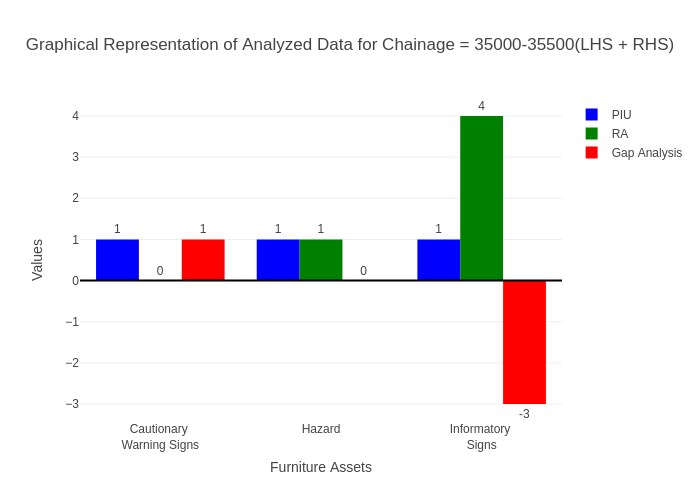 Graphical Representation of Analyzed Data for Chainage = 35000-35500(LHS + RHS)
PIU
RA
Gap Analysis
Values
4
3
2
1
0
−1
−2
−3
1
0
1
1
1
0
1
4
-3
Cautionary
Warning Signs
Hazard
Informatory
Signs
Furniture Assets